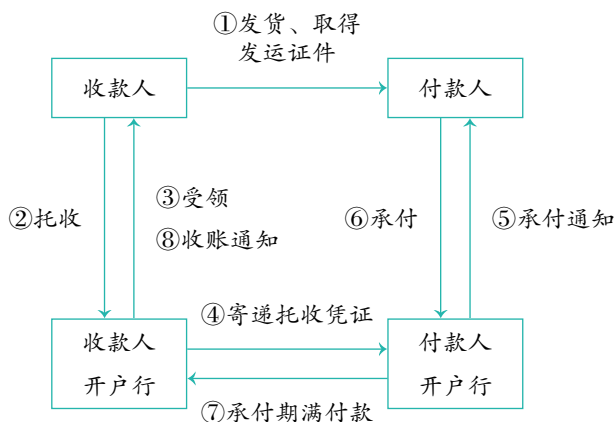 ①发货、取得
发运证件
收款人
付款人
②托收
③受领
⑧收账通知
⑥承付
⑤承付通知
④寄递托收凭证
收款人
开户行
付款人
开户行
⑦承付期满付款